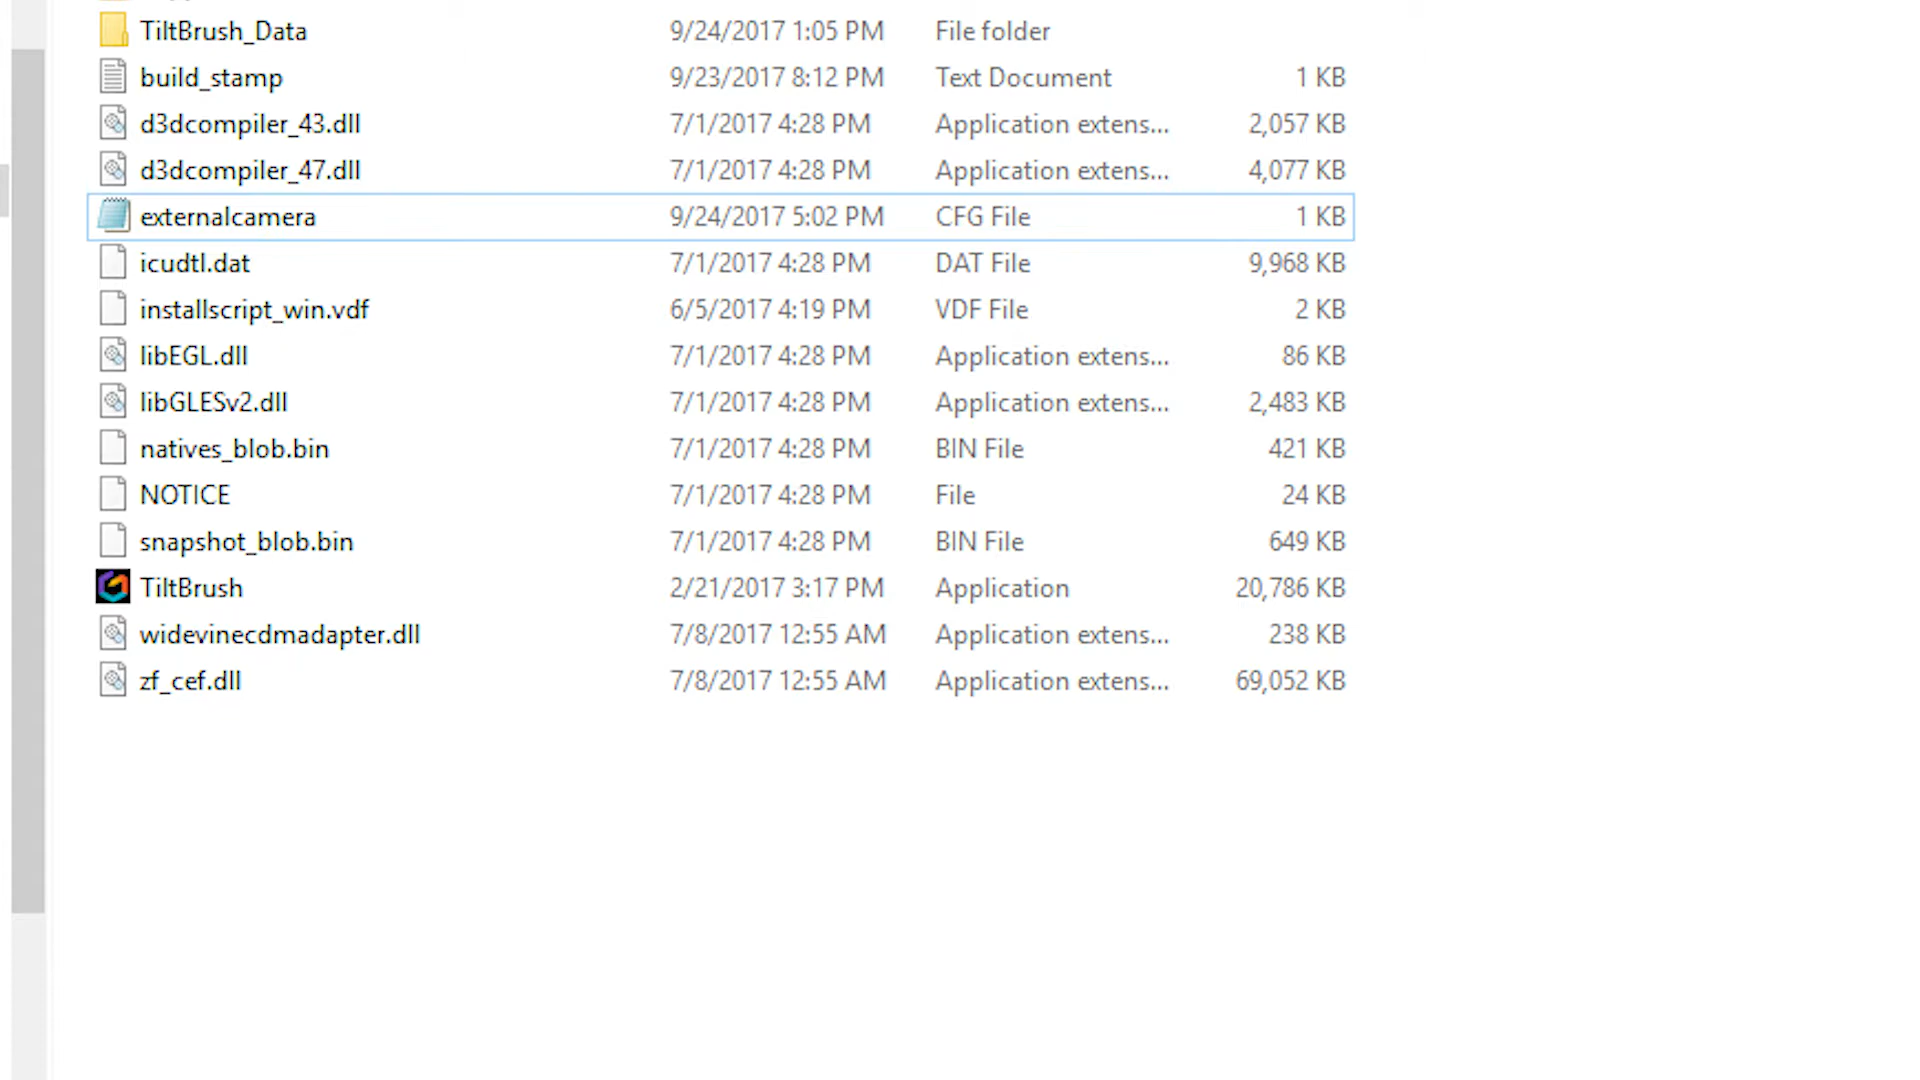 TiltBrush_Data 9/24/2017 1:05 PM File folder
build_stamp 9/23/2017 8:12 PM Text Document 1 KB
d3dcompiler_43.dll 7/1/2017 4:28 PM Application extens... 2,057 KB
d3dcompiler_47.dll 7/1/2017 4:28 PM Application extens... 4,077 KB
externalcamera 9/24/2017 5:02 PM CFG File 1 KB
icudtl.dat 7/1/2017 4:28 PM DAT File 9,968 KB
installscript_win.vdf 6/5/2017 4:19 PM VDF File 2 KB
libEGL.dll 7/1/2017 4:28 PM Application extens... 86 KB
libGLESv2.dll 7/1/2017 4:28 PM Application extens... 2,483 KB
natives_blob.bin 7/1/2017 4:28 PM BIN File 421 KB
NOTICE 7/1/2017 4:28 PM File 24 KB
snapshot_blob.bin 7/1/2017 4:28 PM BIN File 649 KB
TiltBrush 2/21/2017 3:17 PM Application 20,786 KB
widevinecdmadapter.dll 7/8/2017 12:55 AM Application extens... 238 KB
zf_cef.dll 7/8/2017 12:55 AM Application extens... 69,052 KB